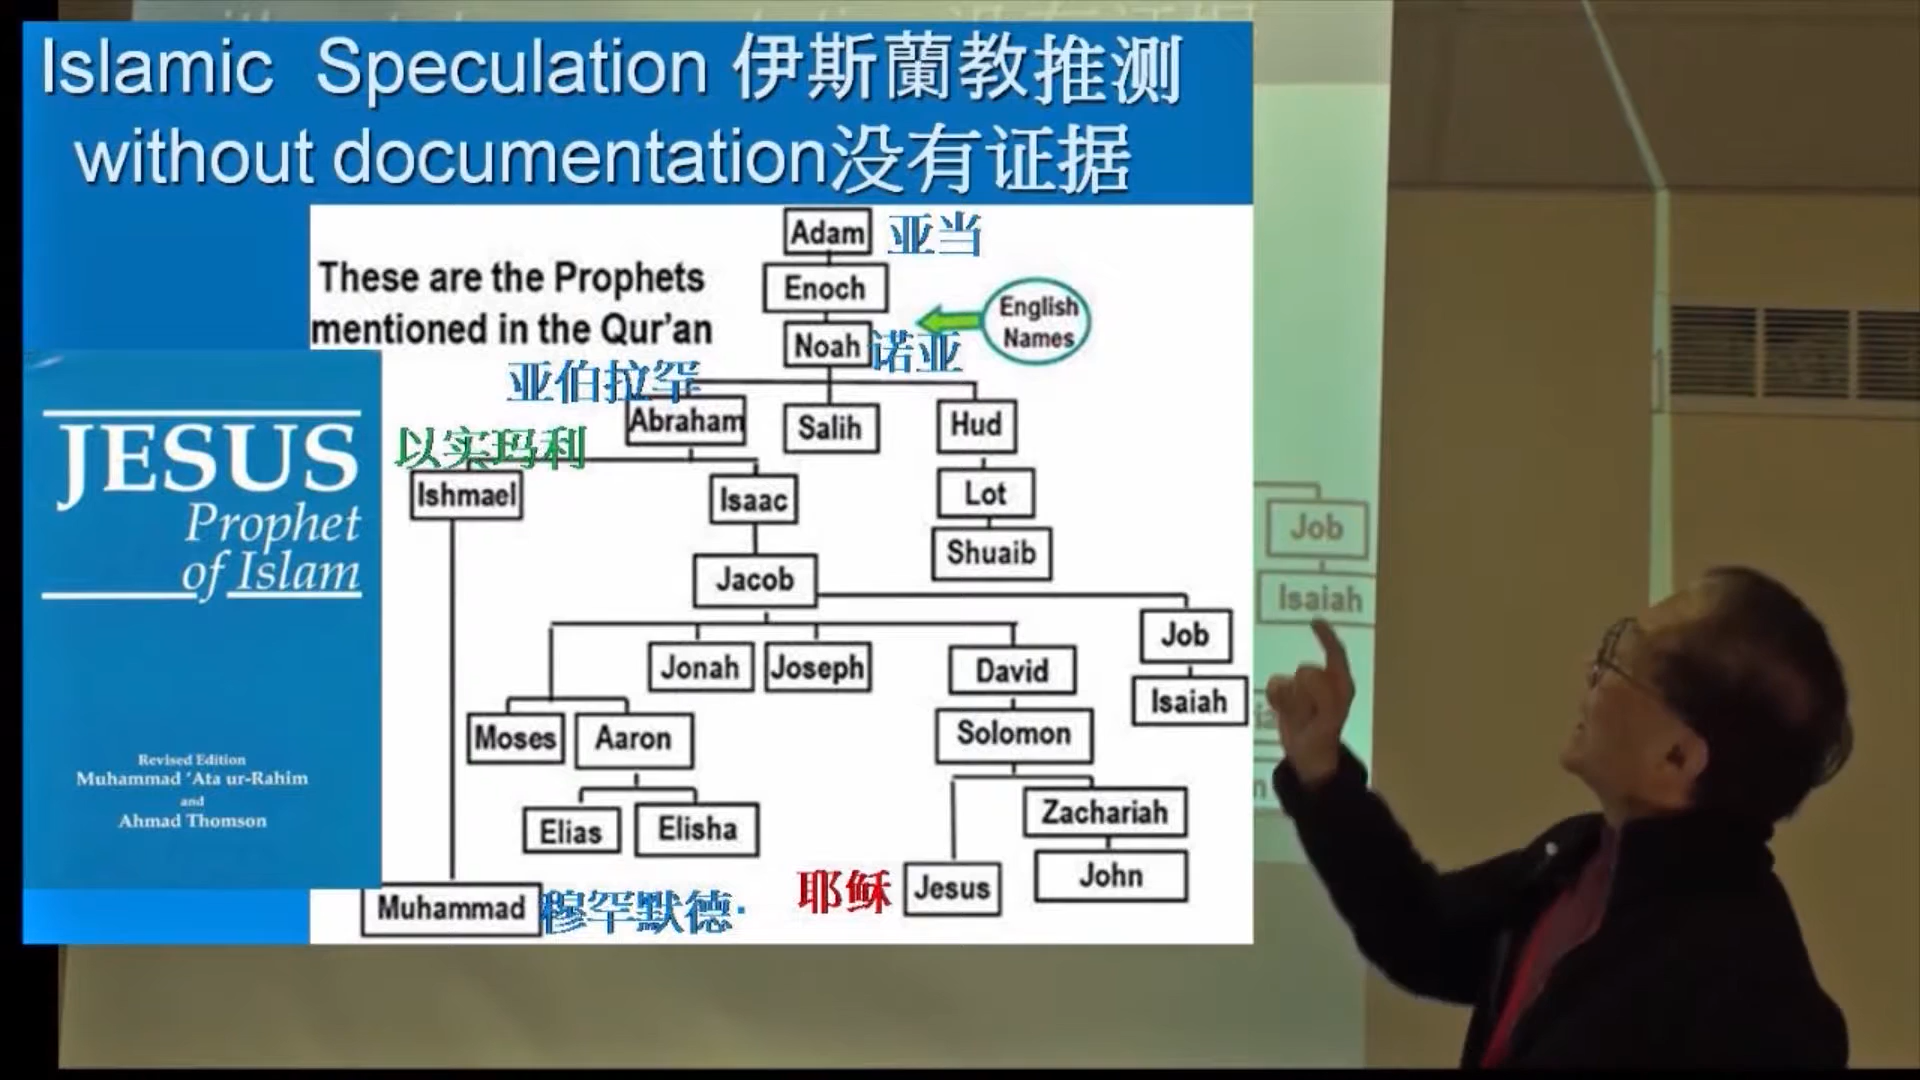 Islamic Speculation 伊斯蘭教推测
without documentation没有证据
These are the Prophets
mentioned in the Qur'an
Adam 亚当
Enoch
English
Names
Noah 诺亚
亚伯拉罕
Abraham
Salih
Hud
以实玛利
Ishmael
Isaac
Lot
Shuaib
Jacob
Job
Isaiah
Jonah
Joseph
David
Moses
Aaron
Solomon
Elias
Elisha
Zachariah
John
耶稣 Jesus
Muhammad 穆罕默德·
JESUS
Prophet
of Islam
Revised Edition
Muhammad 'Ata ur-Rahim
and
Ahmad Thomson
Job
Isaiah